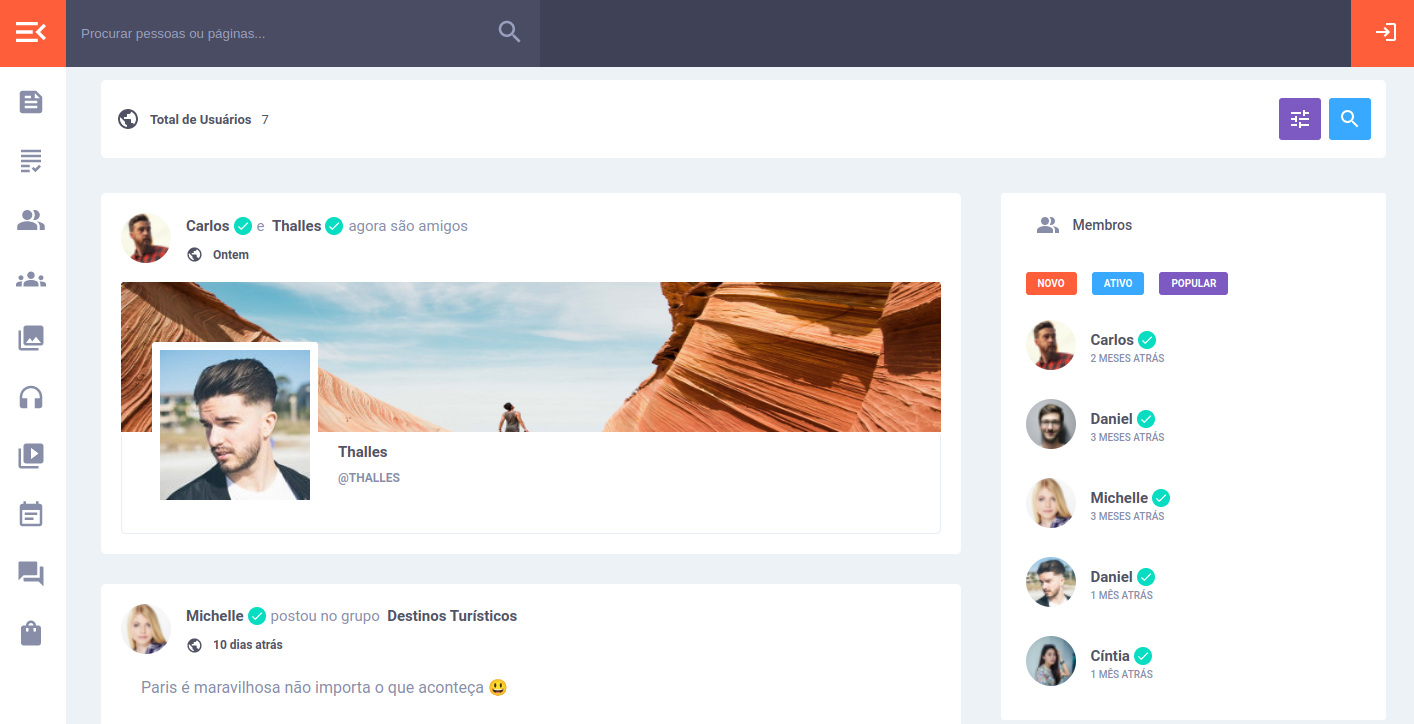 Procurar pessoas ou páginas...
Total de Usuários 7
Carlos e Thalles agora são amigos
Ontem
Thalles
@THALLES
Michelle postou no grupo Destinos Turísticos
10 dias atrás
Paris é maravilhosa não importa o que aconteça 😃
Membros
NOVO ATIVO POPULAR
Carlos
2 MESES ATRÁS
Daniel
3 MESES ATRÁS
Michelle
3 MESES ATRÁS
Daniel
1 MÊS ATRÁS
Cíntia
1 MÊS ATRÁS